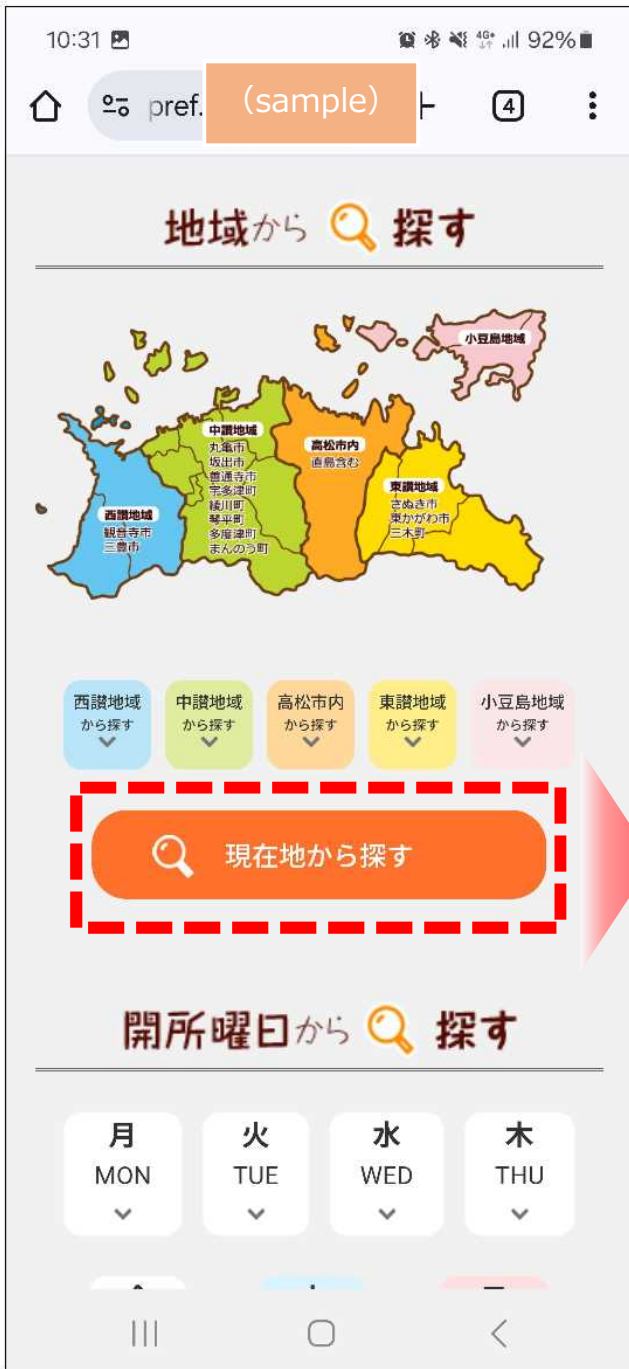 10:31
4G+
92%
pref.
（sample）
4
地域から 探す
小豆島地域
中讃地域
丸亀市
坂出市
善通寺市
宇多津町
綾川町
琴平町
多度津町
まんのう町
高松市内
直島含む
東讃地域
さぬき市
東かがわ市
三木町
西讃地域
観音寺市
三豊市
西讃地域
から探す
中讃地域
から探す
高松市内
から探す
東讃地域
から探す
小豆島地域
から探す
現在地から探す
開所曜日から 探す
月
MON
火
TUE
水
WED
木
THU